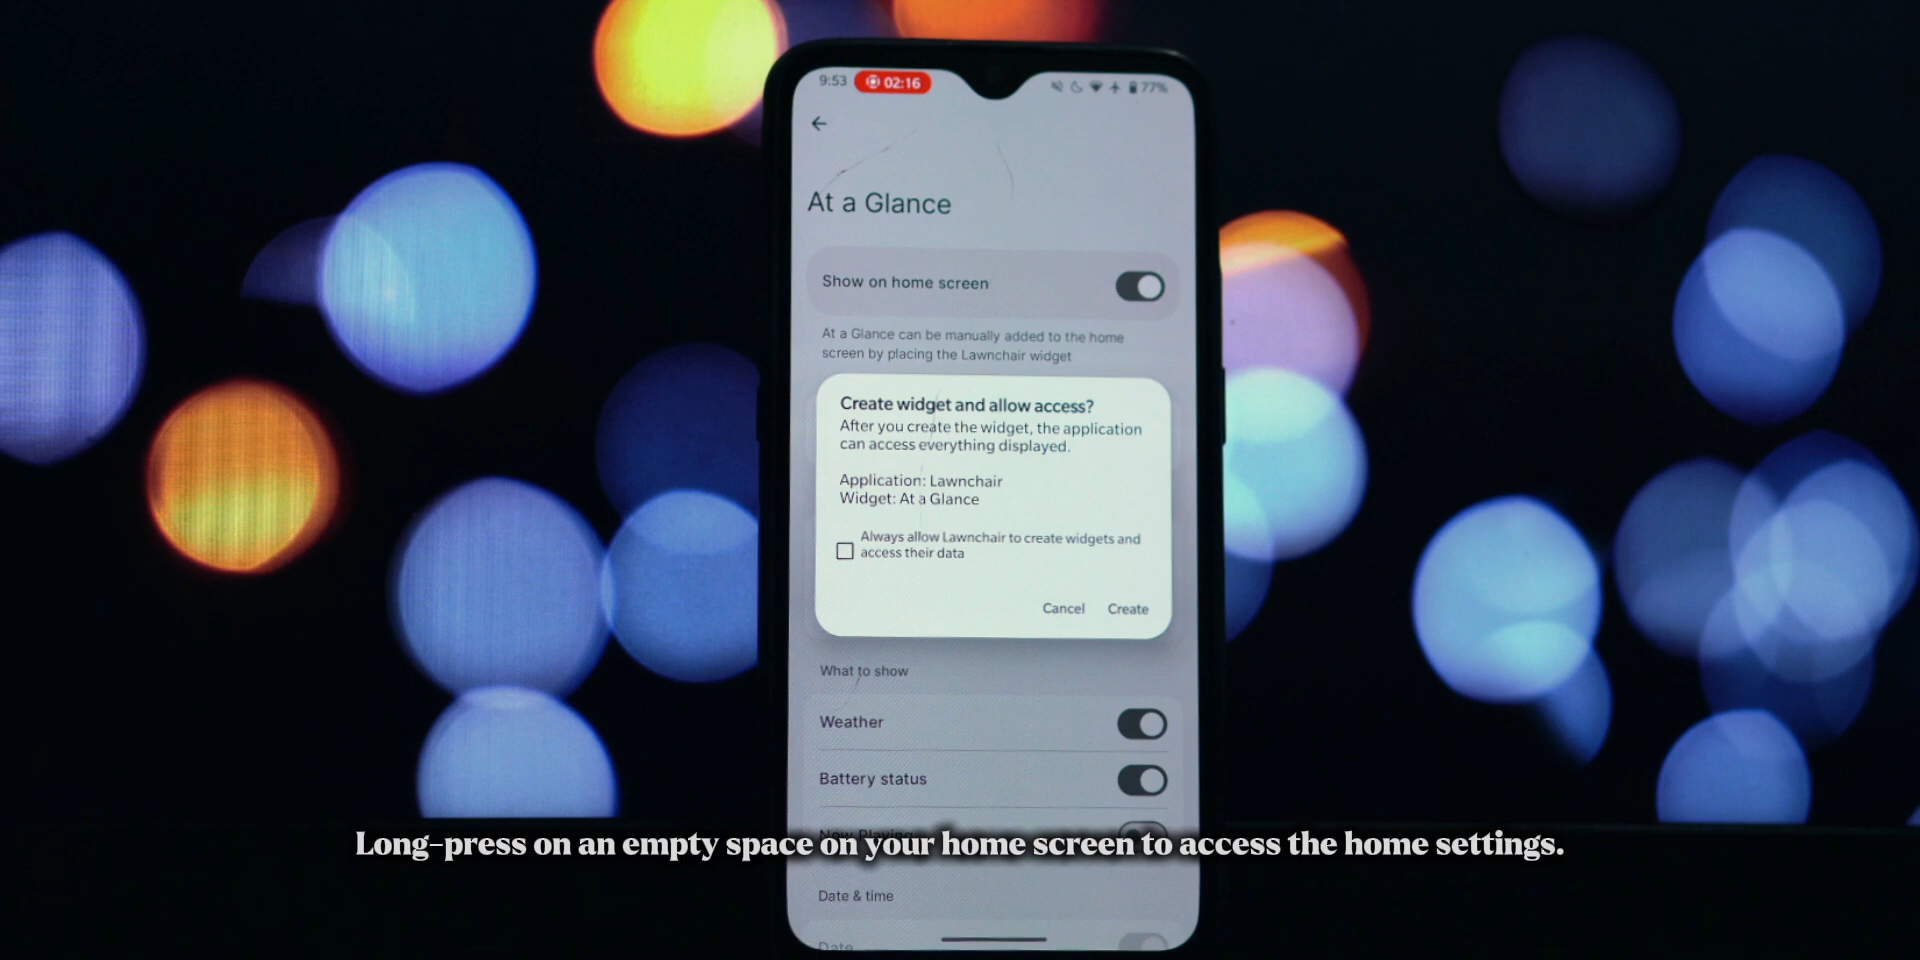 9:53 02:16 77%
At a Glance
Show on home screen
At a Glance can be manually added to the home
screen by placing the Lawnchair widget
Create widget and allow access?
After you create the widget, the application
can access everything displayed.
Application: Lawnchair
Widget: At a Glance
Always allow Lawnchair to create widgets and
access their data
Cancel Create
What to show
Weather
Battery status
Now Playing
Long-press on an empty space on your home screen to access the home settings.
Date & time
Date